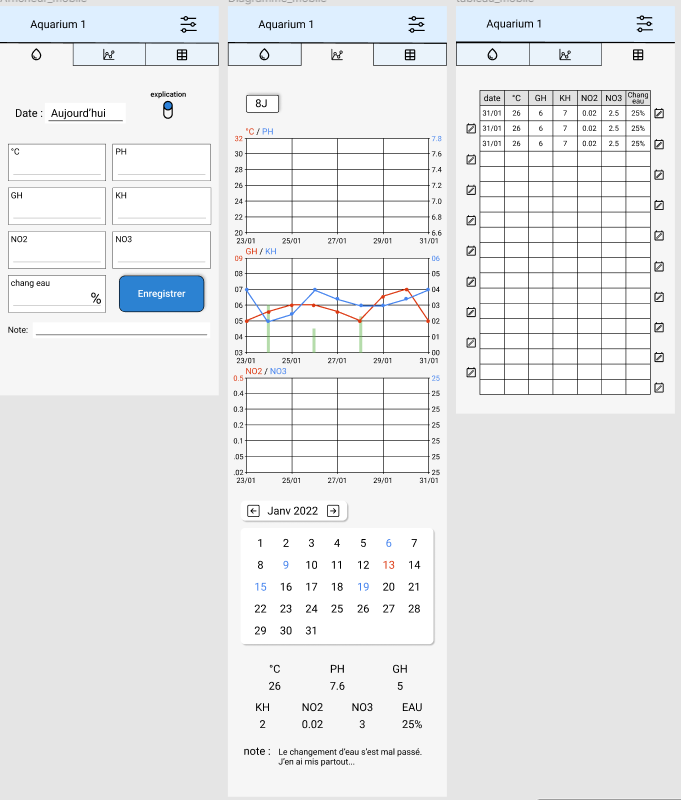 Diagramme_mobile
tableau_mobile
Aquarium 1
explication
Date : Aujourd'hui
°C
PH
GH
KH
NO2
NO3
chang eau
%
Enregistrer
Note:
Aquarium 1
8J
°C / PH
32 7.8
30 7.6
28 7.4
26 7.2
24 7.0
22 6.8
20 6.6
23/01 25/01 27/01 29/01 31/01
GH / KH
09 06
08 05
07 04
06 03
05 02
04 01
03 00
23/01 25/01 27/01 29/01 31/01
NO2 / NO3
0.5 25
0.4 25
0.3 25
0.2 25
0.1 25
.05 25
.02 25
23/01 25/01 27/01 29/01 31/01
Janv 2022
1 2 3 4 5 6 7
8 9 10 11 12 13 14
15 16 17 18 19 20 21
22 23 24 25 26 27 28
29 30 31
°C PH GH
26 7.6 5
KH NO2 NO3 EAU
2 0.02 3 25%
note : Le changement d'eau s'est mal passé.
J'en ai mis partout...
Aquarium 1
date °C GH KH NO2 NO3 Chang
eau
31/01 26 6 7 0.02 2.5 25%
31/01 26 6 7 0.02 2.5 25%
31/01 26 6 7 0.02 2.5 25%